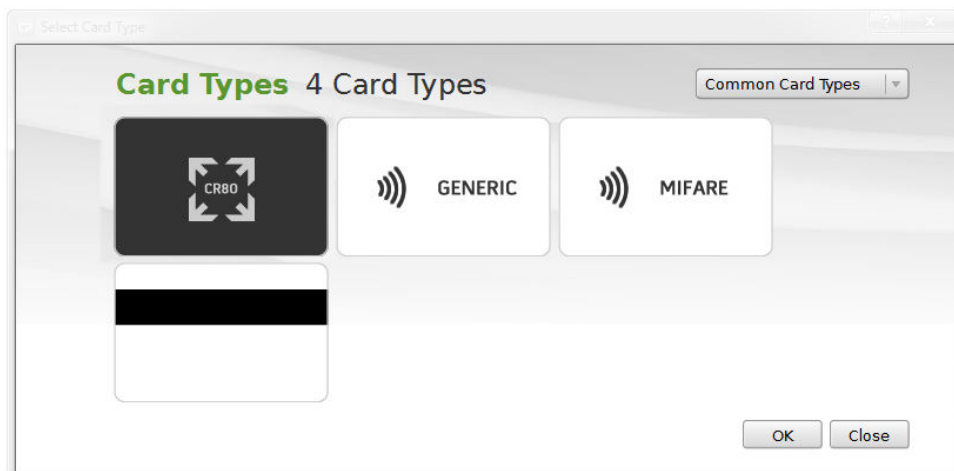 Select Card Type
Card Types 4 Card Types
Common Card Types
CR80
GENERIC
MIFARE
OK
Close